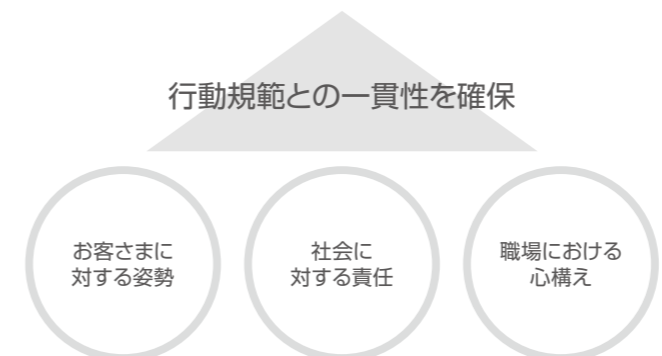 行動規範との一貫性を確保
お客さまに
対する姿勢
社会に
対する責任
職場における
心構え